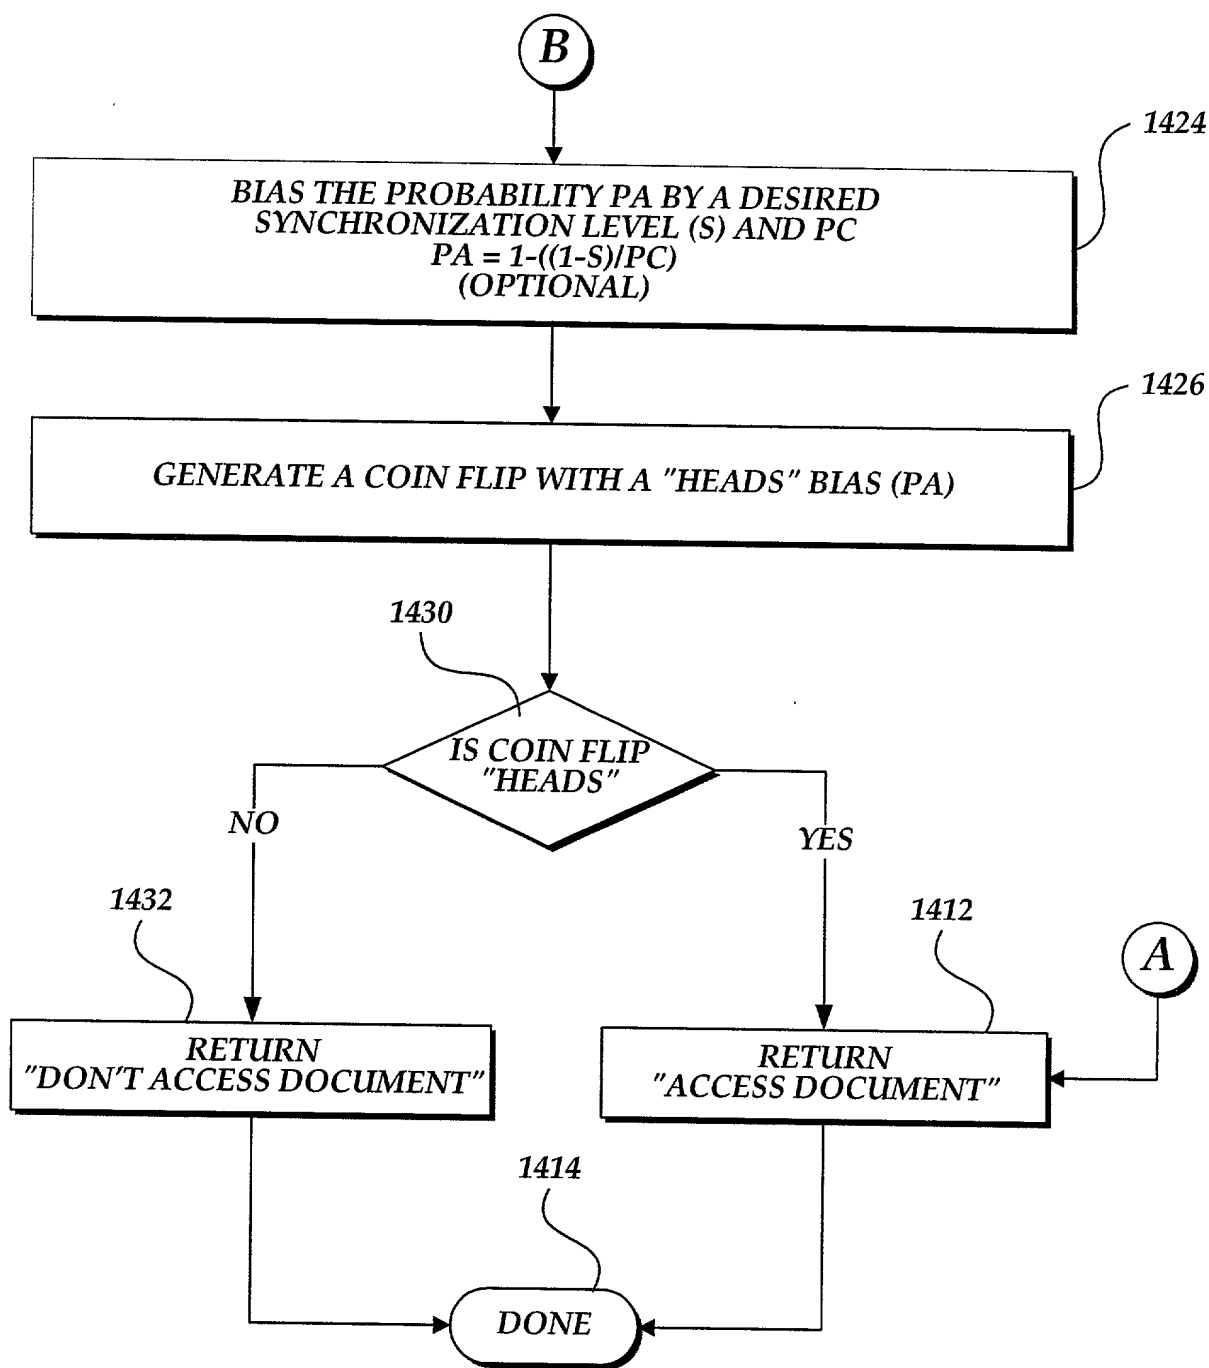 B
1424
BIAS THE PROBABILITY PA BY A DESIRED
SYNCHRONIZATION LEVEL (S) AND PC
PA = 1-((1-S)/PC)
(OPTIONAL)
1426
GENERATE A COIN FLIP WITH A "HEADS" BIAS (PA)
1430
IS COIN FLIP
"HEADS"
NO
YES
1432
1412
A
RETURN
"DON'T ACCESS DOCUMENT"
RETURN
"ACCESS DOCUMENT"
1414
DONE